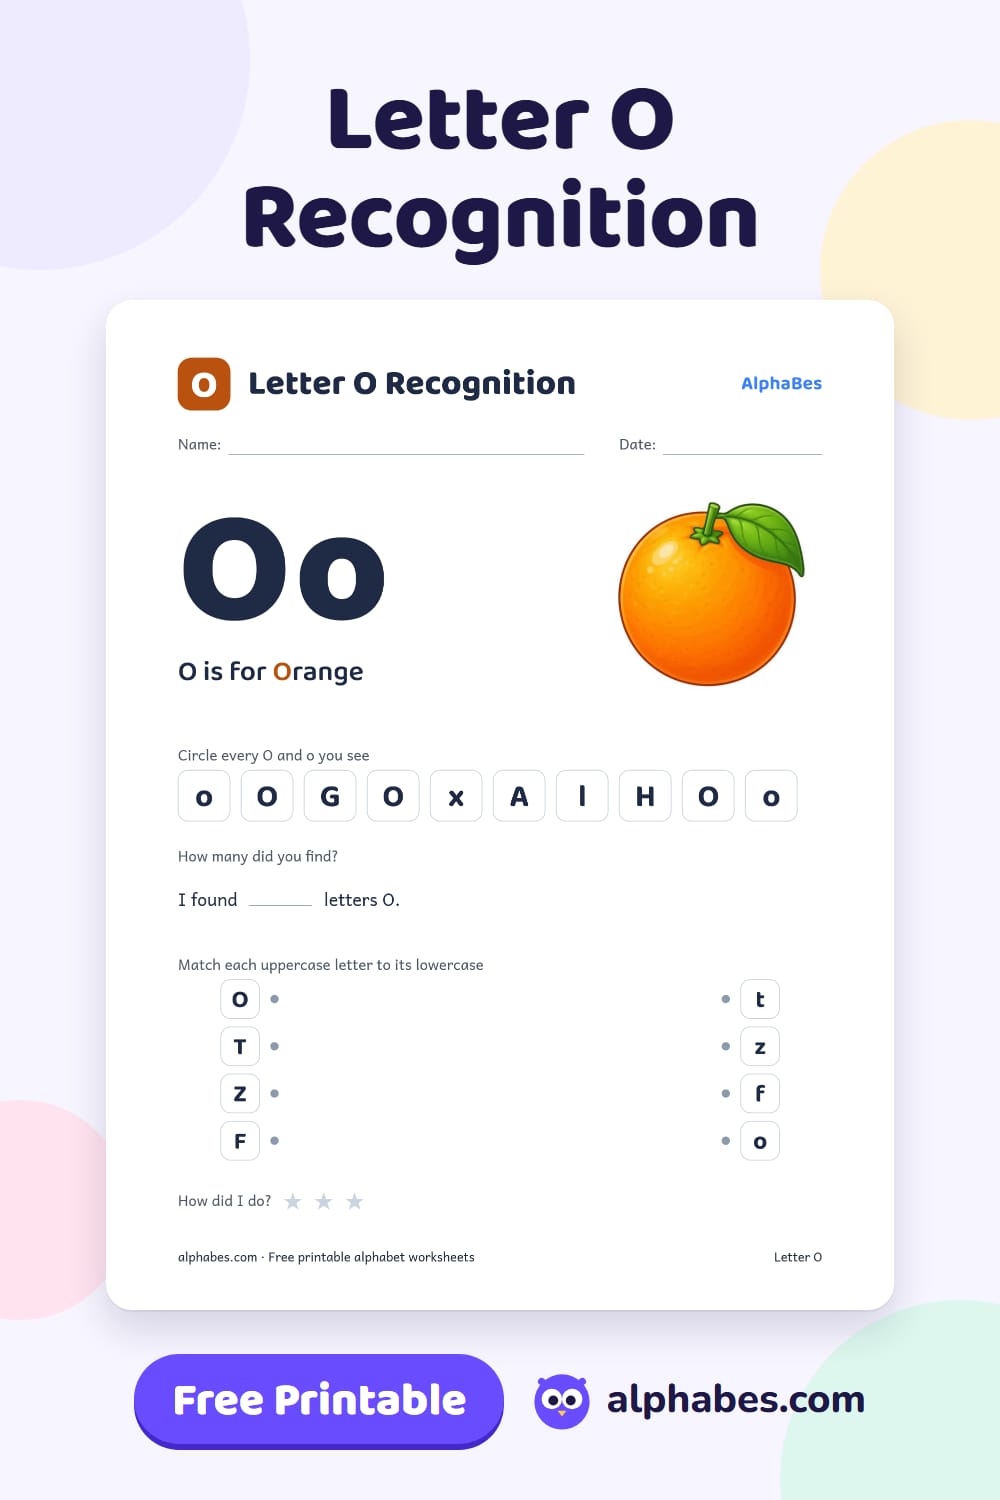 Letter O
Recognition
O Letter O Recognition AlphaBes
Name: Date:
Oo
O is for Orange
Circle every O and o you see
o O G O x A l H O o
How many did you find?
I found letters O.
Match each uppercase letter to its lowercase
O t
T z
Z f
F o
How did I do?
alphabes.com · Free printable alphabet worksheets Letter O
Free Printable alphabes.com